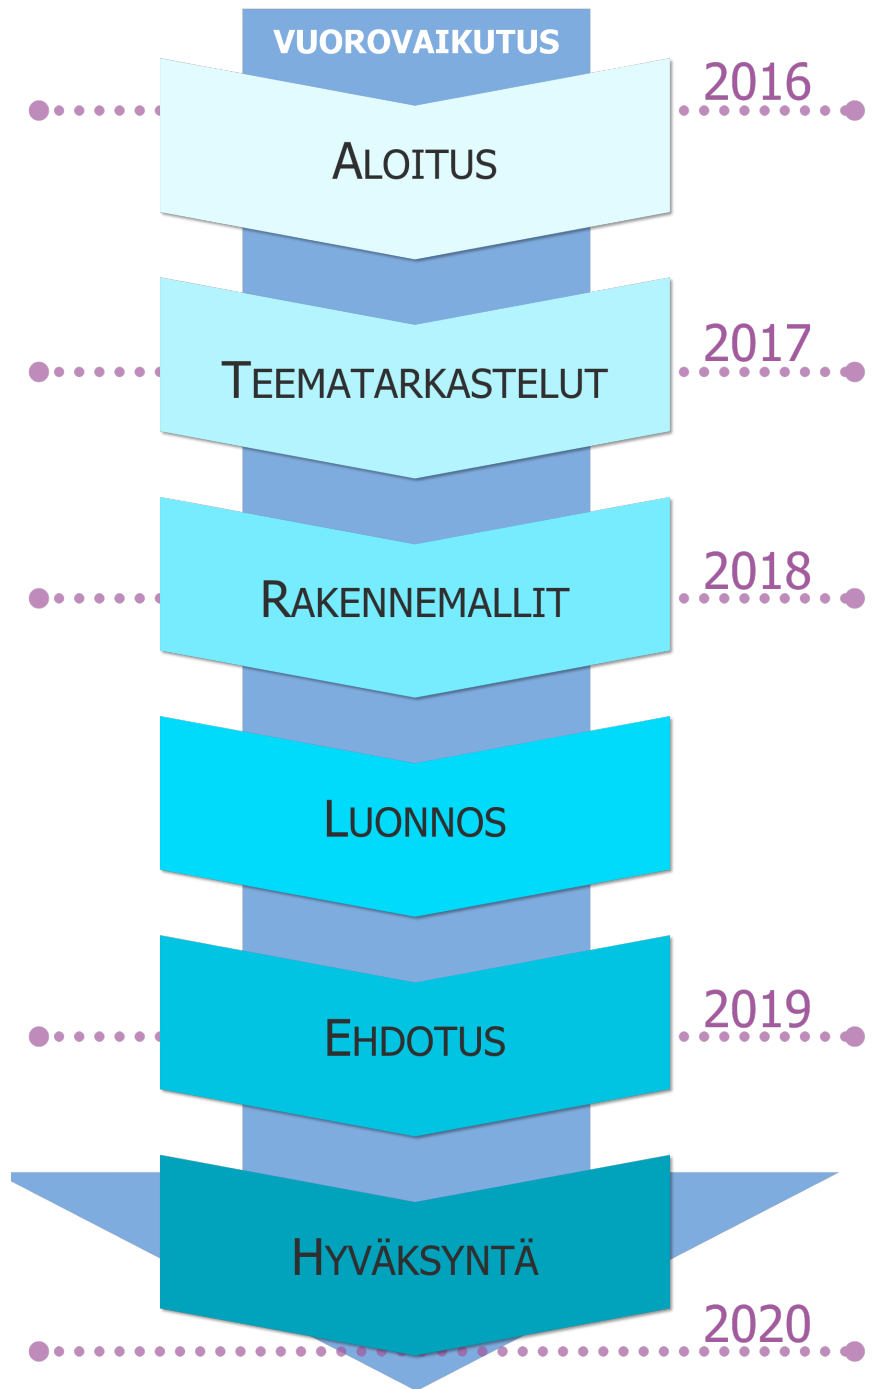 VUOROVAIKUTUS
2016
ALOITUS
2017
TEEMATARKASTELUT
2018
RAKENNEMALLIT
LUONNOS
2019
EHDOTUS
HYVÄKSYNTÄ
2020